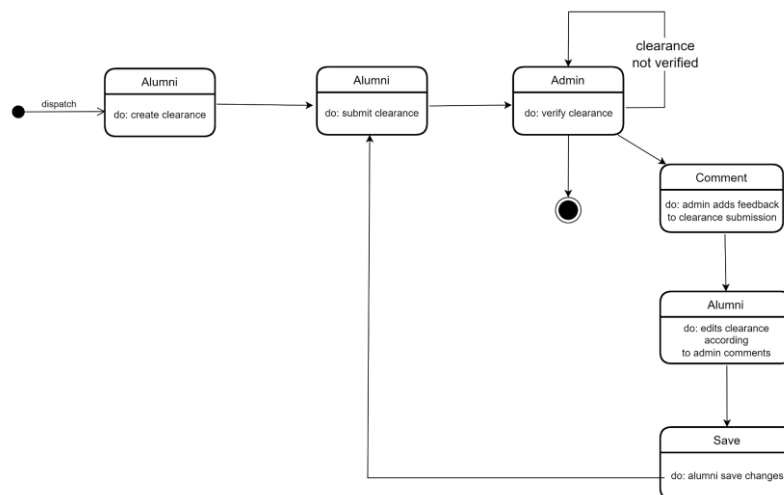 clearance
not verified
Alumni
Alumni
Admin
dispatch
do: create clearance
do: submit clearance
do: verify clearance
Comment
do: admin adds feedback
to clearance submission
Alumni
do: edits clearance
according
to admin comments
Save
do: alumni save changes